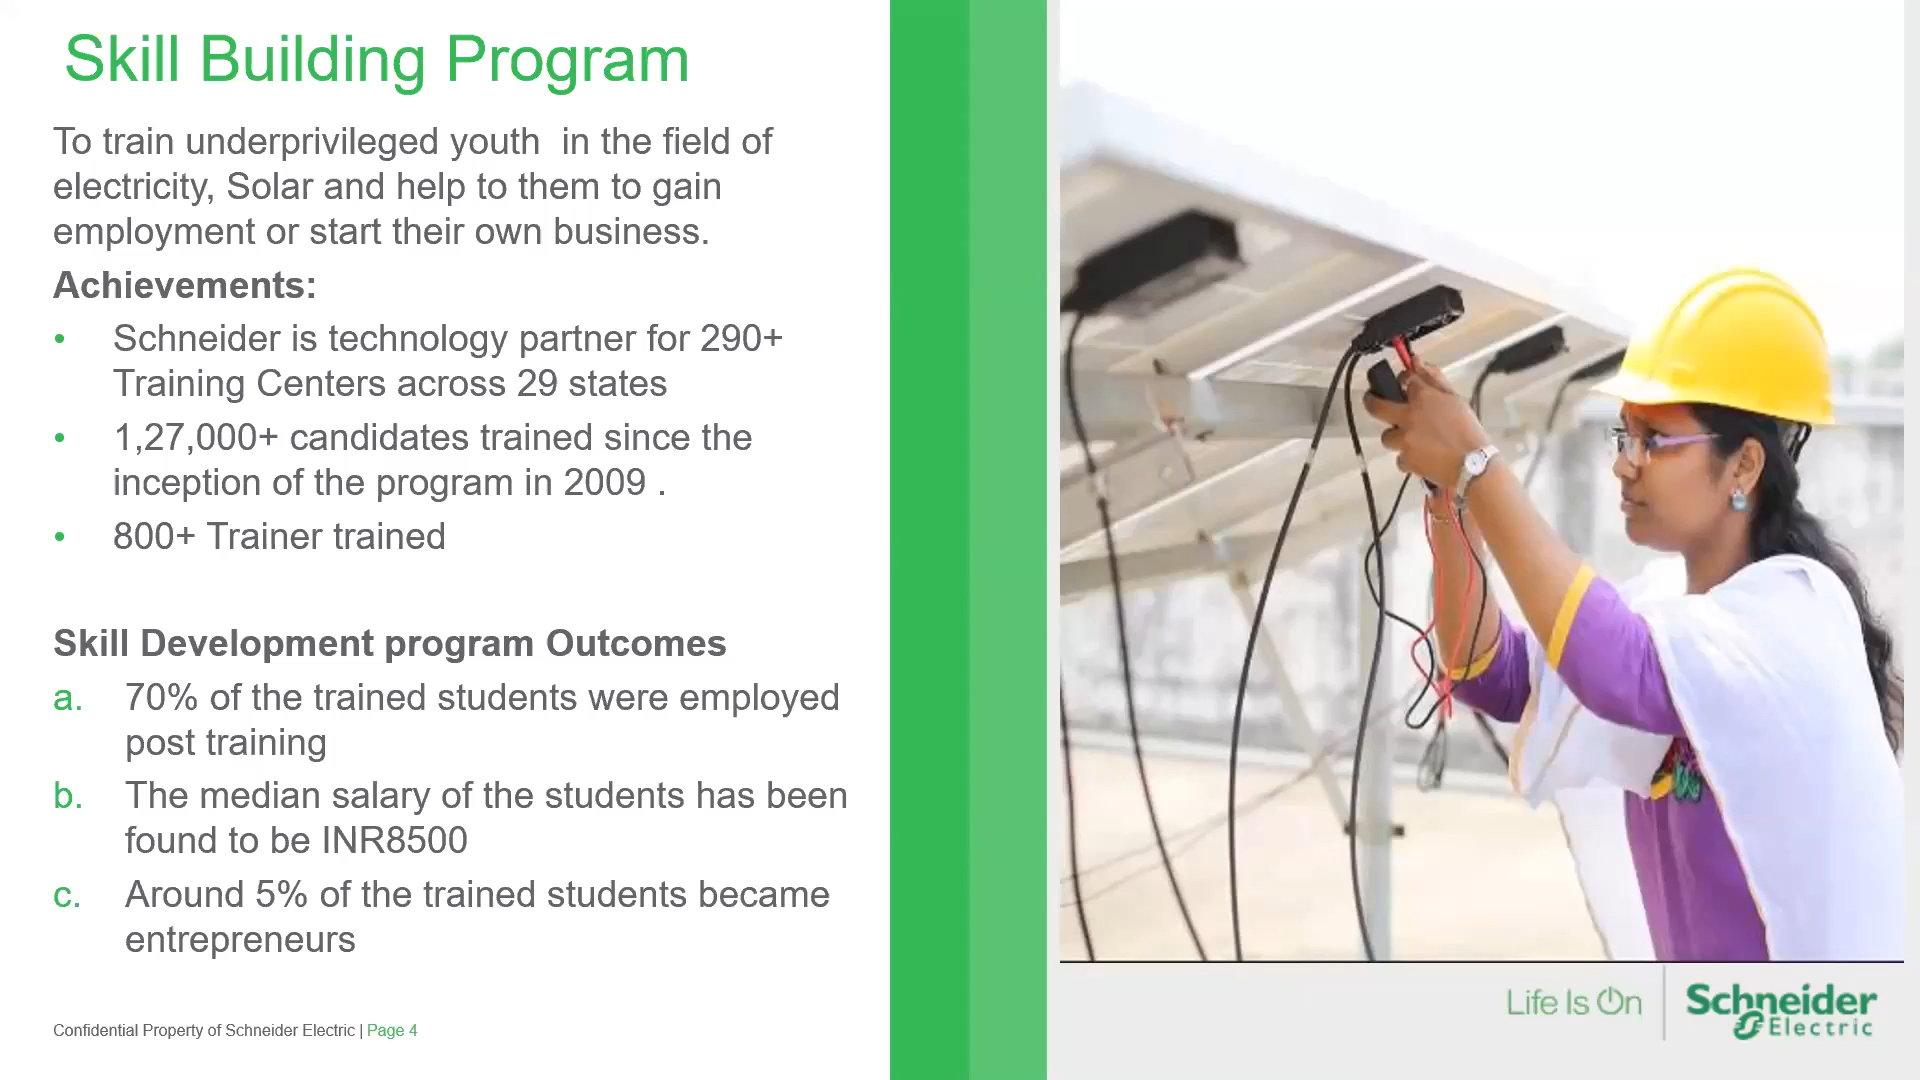 Skill Building Program
To train underprivileged youth  in the field of
electricity, Solar and help to them to gain
employment or start their own business.
Achievements:
• Schneider is technology partner for 290+
Training Centers across 29 states
• 1,27,000+ candidates trained since the
inception of the program in 2009 .
• 800+ Trainer trained
Skill Development program Outcomes
a. 70% of the trained students were employed
post training
b. The median salary of the students has been
found to be INR8500
c. Around 5% of the trained students became
entrepreneurs
Confidential Property of Schneider Electric | Page 4
Life Is On
Schneider
Electric